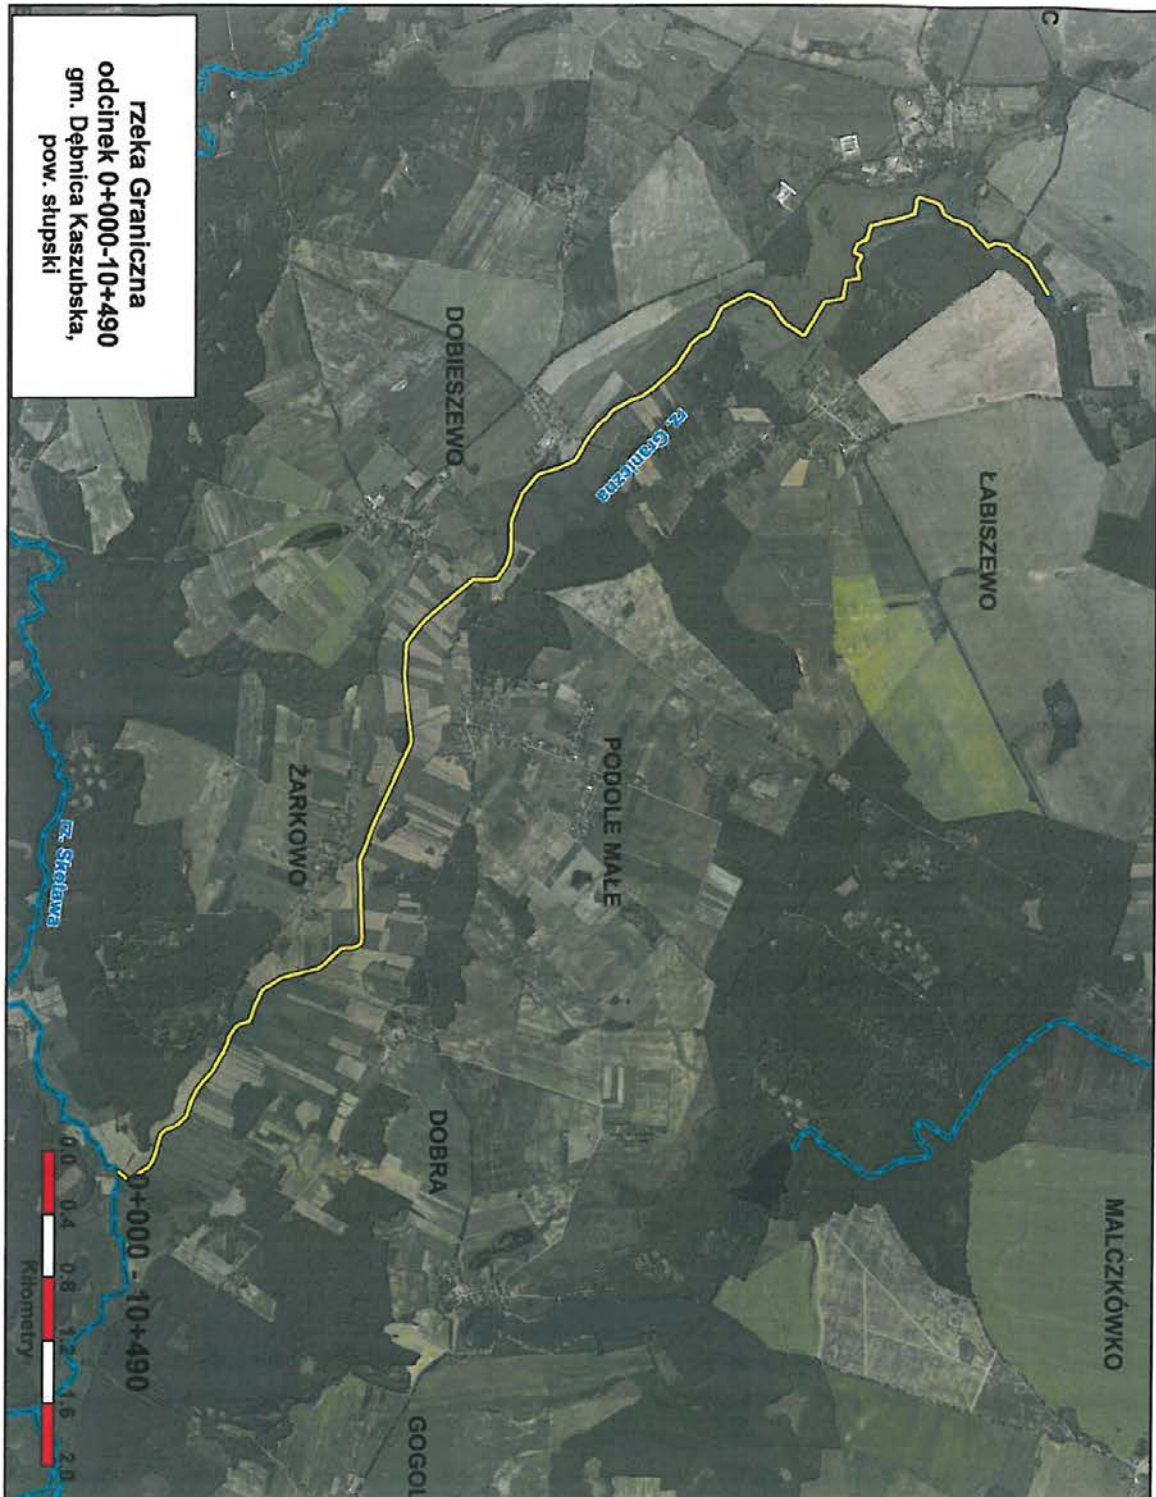 rzeka Graniczna
odcinek 0+000-10+490
gm. Dębnica Kaszubska,
pow. słupski
C
ŁABISZEWO
MALCZKÓWKO
rz. Graniczna
DOBIESZEWO
PODOLE MAŁE
ŻARKOWO
DOBRA
GOGOL
rz. Skotawa
0+000 - 10+490
0.0 0.4 0.8 1.2 1.6 2.0
Kilometry